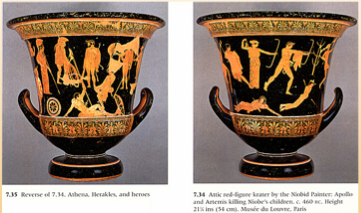 7.35 Reverse of 7.34. Athena, Herakles, and heroes
7.34 Attic red-figure krater by the Niobid Painter: Apollo
and Artemis killing Niobe's children, c. 460 BC. Height
21¼ ins (54 cm). Musée du Louvre, Paris